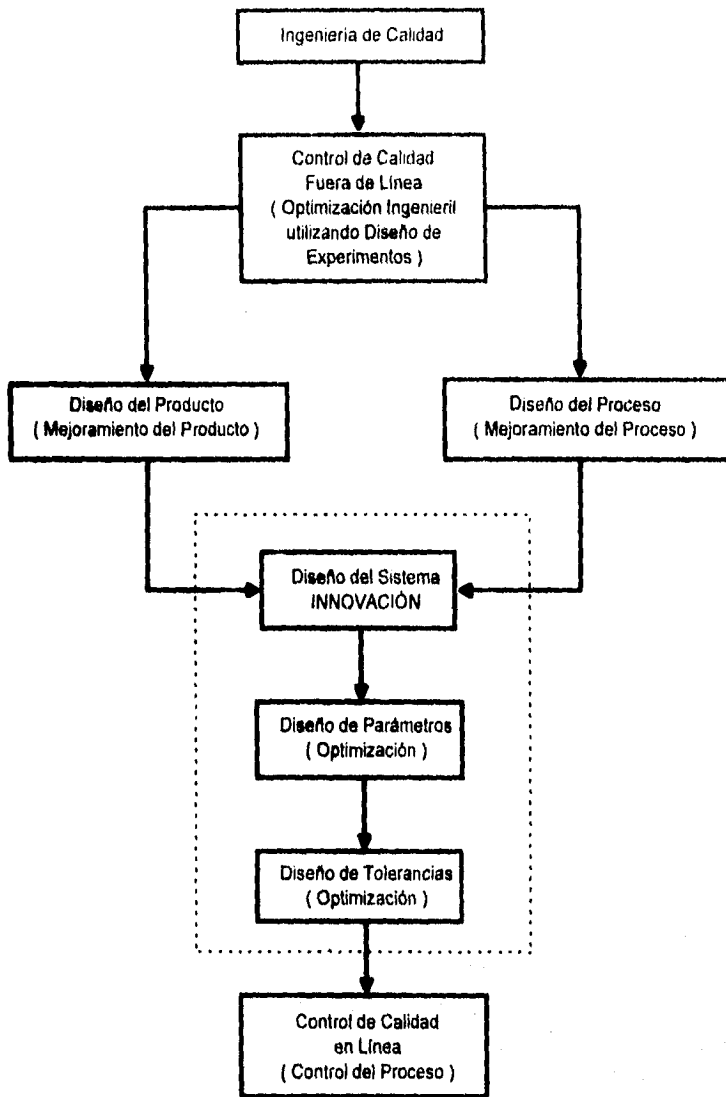 Ingeniería de Calidad
Control de Calidad
Fuera de Línea
( Optimización Ingenieril
utilizando Diseño de
Experimentos )
Diseño del Producto
( Mejoramiento del Producto )
Diseño del Proceso
( Mejoramiento del Proceso )
Diseño del Sistema
INNOVACIÓN
Diseño de Parámetros
( Optimización )
Diseño de Tolerancias
( Optimización )
Control de Calidad
en Línea
( Control del Proceso )